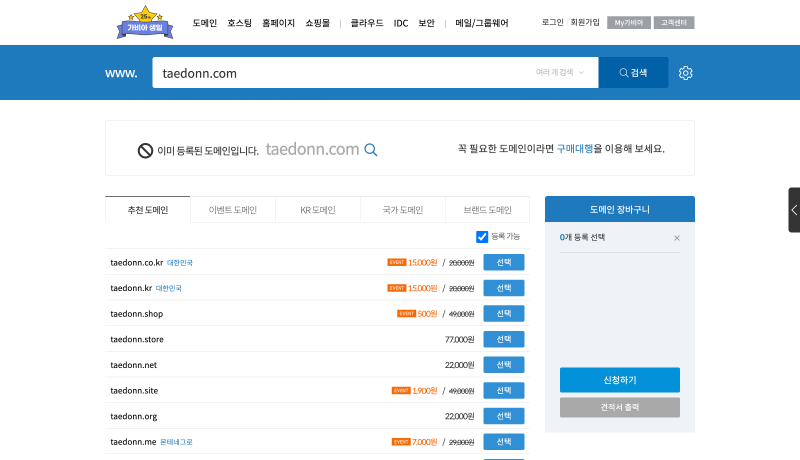 25th
가비아 생일
도메인 호스팅 홈페이지 쇼핑몰 | 클라우드 IDC 보안 | 메일/그룹웨어
로그인 회원가입 My가비아 고객센터
www. taedonn.com 여러 개 검색 검색
이미 등록된 도메인입니다. taedonn.com
꼭 필요한 도메인이라면 구매대행을 이용해 보세요.
추천 도메인 이벤트 도메인 KR 도메인 국가 도메인 브랜드 도메인
등록 가능
taedonn.co.kr 대한민국 EVENT 15,000원 / 20,000원 선택
taedonn.kr 대한민국 EVENT 15,000원 / 20,000원 선택
taedonn.shop EVENT 500원 / 49,000원 선택
taedonn.store 77,000원 선택
taedonn.net 22,000원 선택
taedonn.site EVENT 1,900원 / 49,000원 선택
taedonn.org 22,000원 선택
taedonn.me 몬테네그로 EVENT 7,000원 / 29,000원 선택
도메인 장바구니
0개 등록 선택
신청하기
견적서 출력